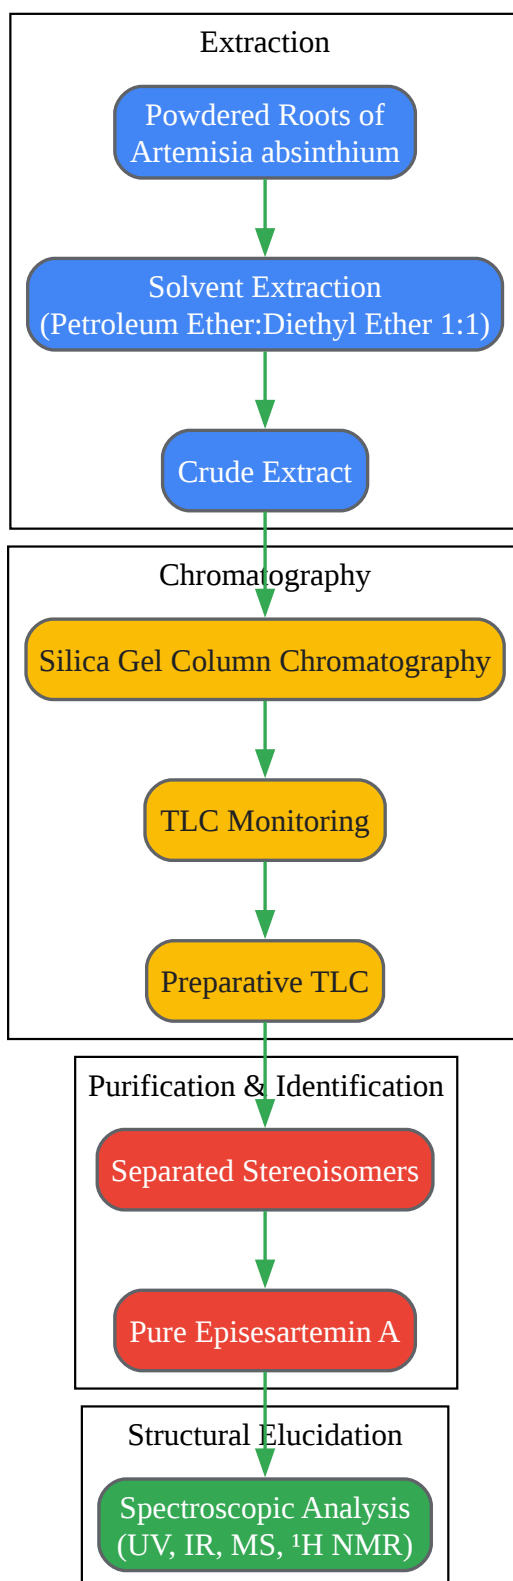 Extraction
Powdered Roots of
Artemisia absinthium
Solvent Extraction
(Petroleum Ether:Diethyl Ether 1:1)
Crude Extract
Chromatography
Silica Gel Column Chromatography
TLC Monitoring
Preparative TLC
Purification & Identification
Separated Stereoisomers
Pure Episesartemin A
Structural Elucidation
Spectroscopic Analysis
(UV, IR, MS, ¹H NMR)